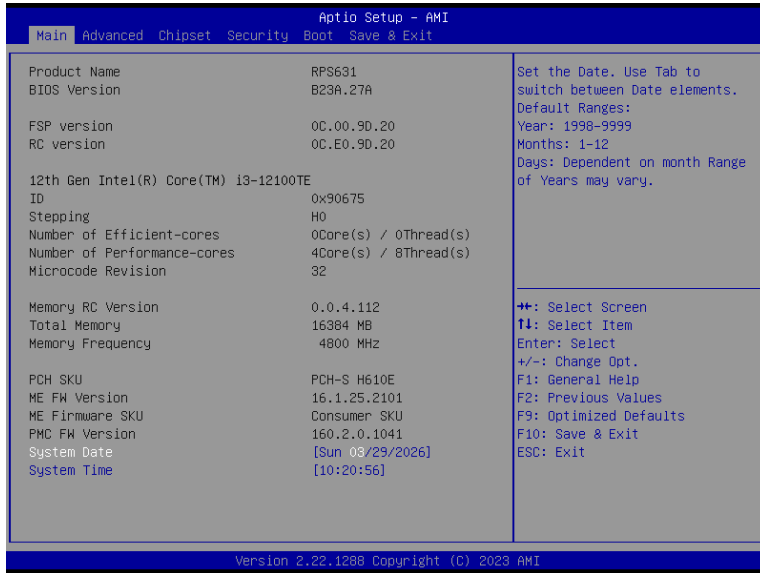 Aptio Setup – AMI
Main Advanced Chipset Security Boot Save & Exit
Product Name RPS631
BIOS Version B23A.27A
FSP version 0C.00.9D.20
RC version 0C.E0.9D.20
12th Gen Intel(R) Core(TM) i3-12100TE
ID 0x90675
Stepping H0
Number of Efficient-cores 0Core(s) / 0Thread(s)
Number of Performance-cores 4Core(s) / 8Thread(s)
Microcode Revision 32
Memory RC Version 0.0.4.112
Total Memory 16384 MB
Memory Frequency 4800 MHz
PCH SKU PCH-S H610E
ME FW Version 16.1.25.2101
ME Firmware SKU Consumer SKU
PMC FW Version 160.2.0.1041
System Date [Sun 03/29/2026]
System Time [10:20:56]
Set the Date. Use Tab to
switch between Date elements.
Default Ranges:
Year: 1998-9999
Months: 1-12
Days: Dependent on month Range
of Years may vary.
→←: Select Screen
↑↓: Select Item
Enter: Select
+/-: Change Opt.
F1: General Help
F2: Previous Values
F9: Optimized Defaults
F10: Save & Exit
ESC: Exit
Version 2.22.1288 Copyright (C) 2023 AMI